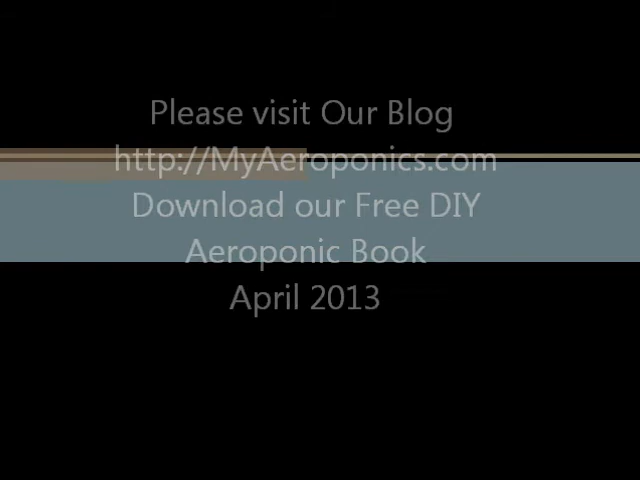 Please visit Our Blog
http://MyAeroponics.com
Download our Free DIY
Aeroponic Book
April 2013